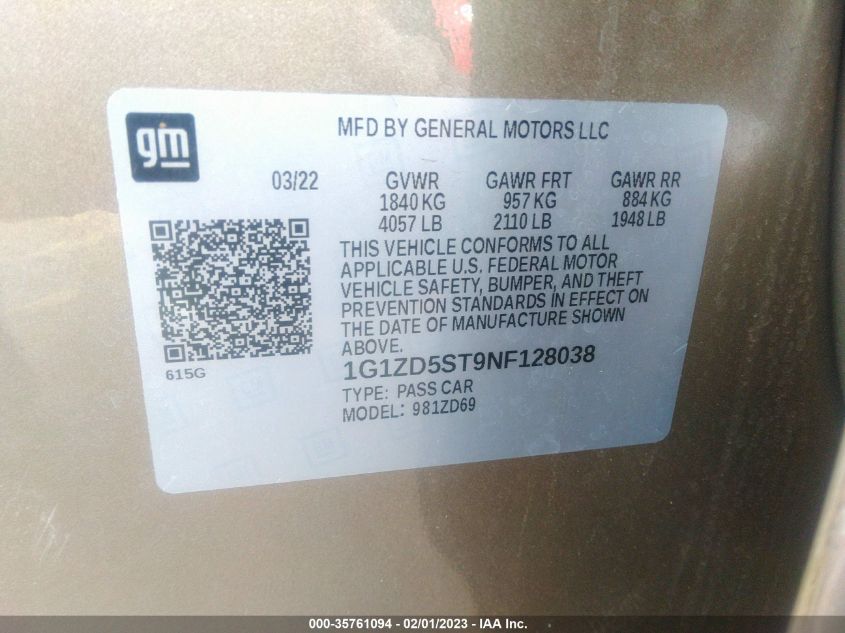 gm
MFD BY GENERAL MOTORS LLC
03/22 GVWR GAWR FRT GAWR RR
1840 KG 957 KG 884 KG
4057 LB 2110 LB 1948 LB
THIS VEHICLE CONFORMS TO ALL
APPLICABLE U.S. FEDERAL MOTOR
VEHICLE SAFETY, BUMPER, AND THEFT
PREVENTION STANDARDS IN EFFECT ON
THE DATE OF MANUFACTURE SHOWN
ABOVE.
615G
1G1ZD5ST9NF128038
TYPE: PASS CAR
MODEL: 981ZD69
000-35761094 - 02/01/2023 - IAA Inc.